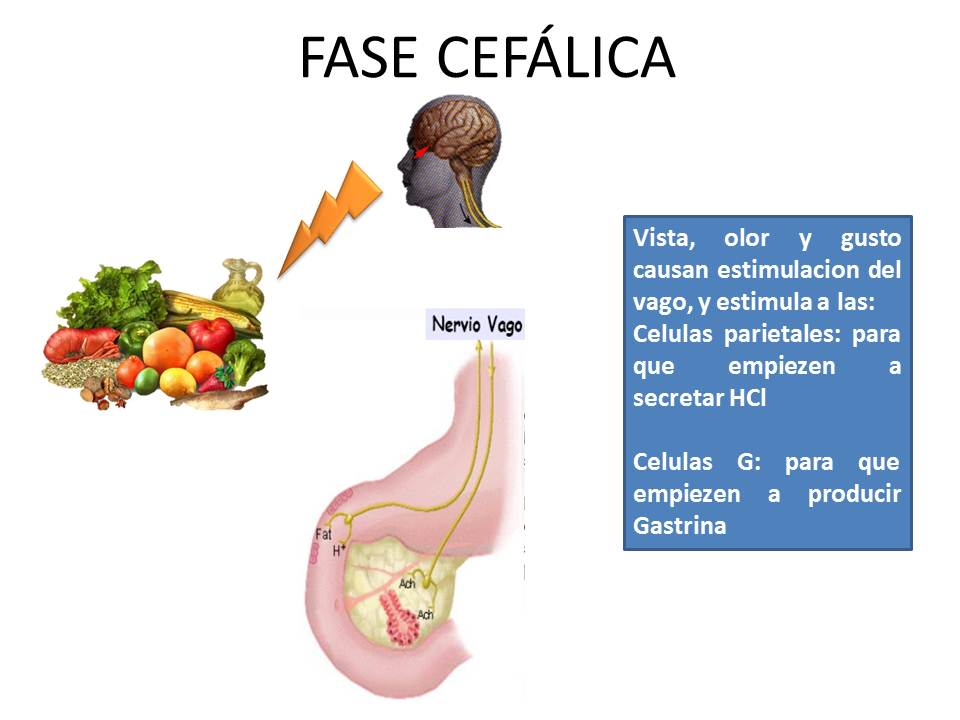 FASE CEFÁLICA
Vista, olor y gusto
causan estimulacion del
vago, y estimula a las:
Celulas parietales: para
que empiezen a
secretar HCl
Celulas G: para que
empiezen a producir
Gastrina
Nervio Vago
Fat
H+
Ach
Ach